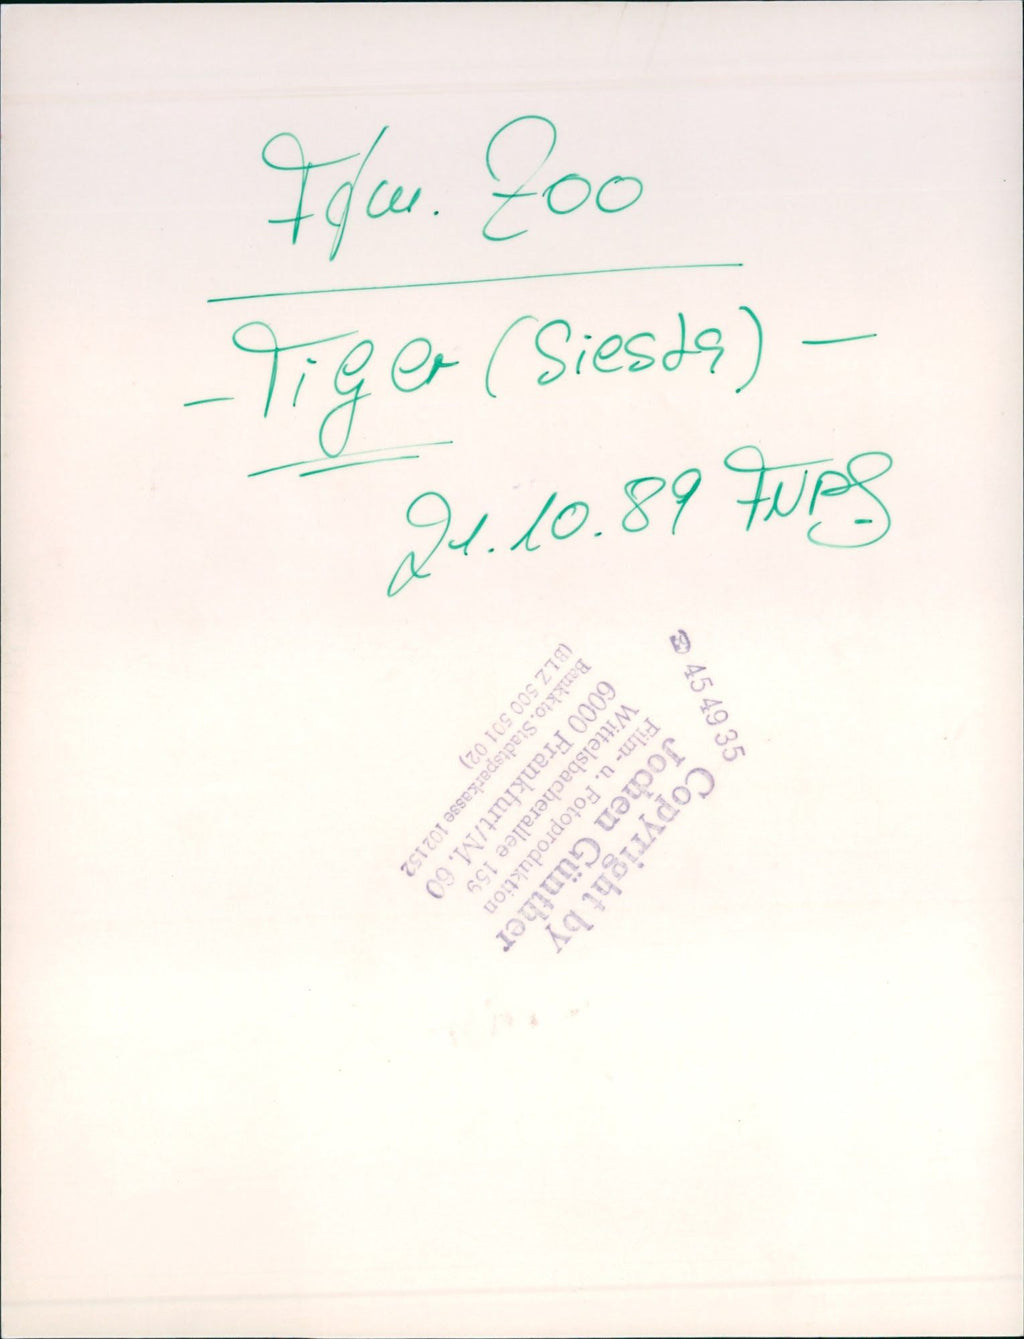 Ffm. Zoo
- Tiger (Siesta) -
21.10.89 FNPS
☎ 45 49 35
Copyright by
Jochen Günther
Film- u. Fotoproduktion
Wittelsbacherallee 159
6000 Frankfurt/M. 60
Bankkto. Stadtsparkasse 102152
(BLZ 500 501 02)